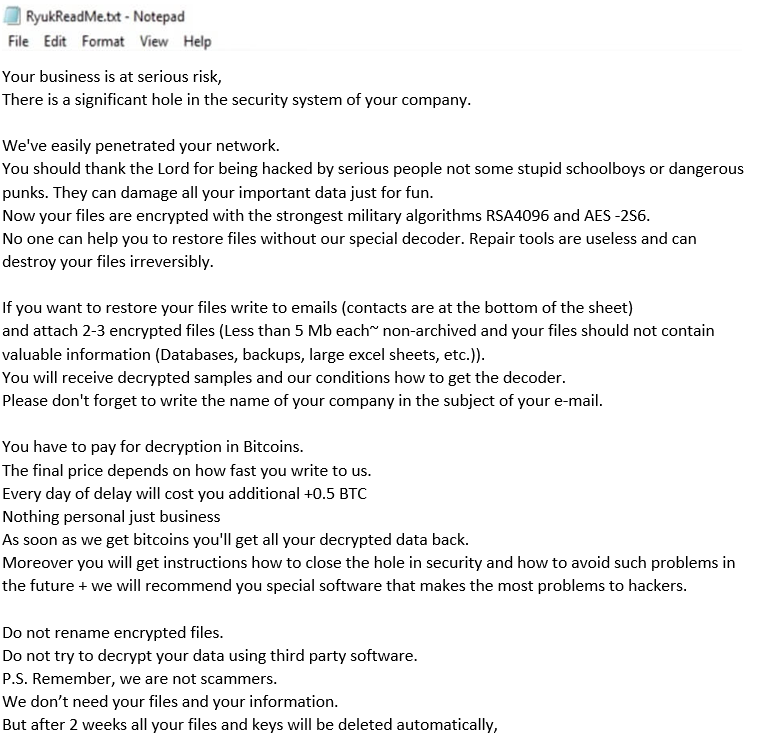 RyukReadMe.txt - Notepad
File Edit Format View Help
Your business is at serious risk,
There is a significant hole in the security system of your company.
We've easily penetrated your network.
You should thank the Lord for being hacked by serious people not some stupid schoolboys or dangerous
punks. They can damage all your important data just for fun.
Now your files are encrypted with the strongest military algorithms RSA4096 and AES -2S6.
No one can help you to restore files without our special decoder. Repair tools are useless and can
destroy your files irreversibly.
If you want to restore your files write to emails (contacts are at the bottom of the sheet)
and attach 2-3 encrypted files (Less than 5 Mb each~ non-archived and your files should not contain
valuable information (Databases, backups, large excel sheets, etc.)).
You will receive decrypted samples and our conditions how to get the decoder.
Please don't forget to write the name of your company in the subject of your e-mail.
You have to pay for decryption in Bitcoins.
The final price depends on how fast you write to us.
Every day of delay will cost you additional +0.5 BTC
Nothing personal just business
As soon as we get bitcoins you'll get all your decrypted data back.
Moreover you will get instructions how to close the hole in security and how to avoid such problems in
the future + we will recommend you special software that makes the most problems to hackers.
Do not rename encrypted files.
Do not try to decrypt your data using third party software.
P.S. Remember, we are not scammers.
We don’t need your files and your information.
But after 2 weeks all your files and keys will be deleted automatically,